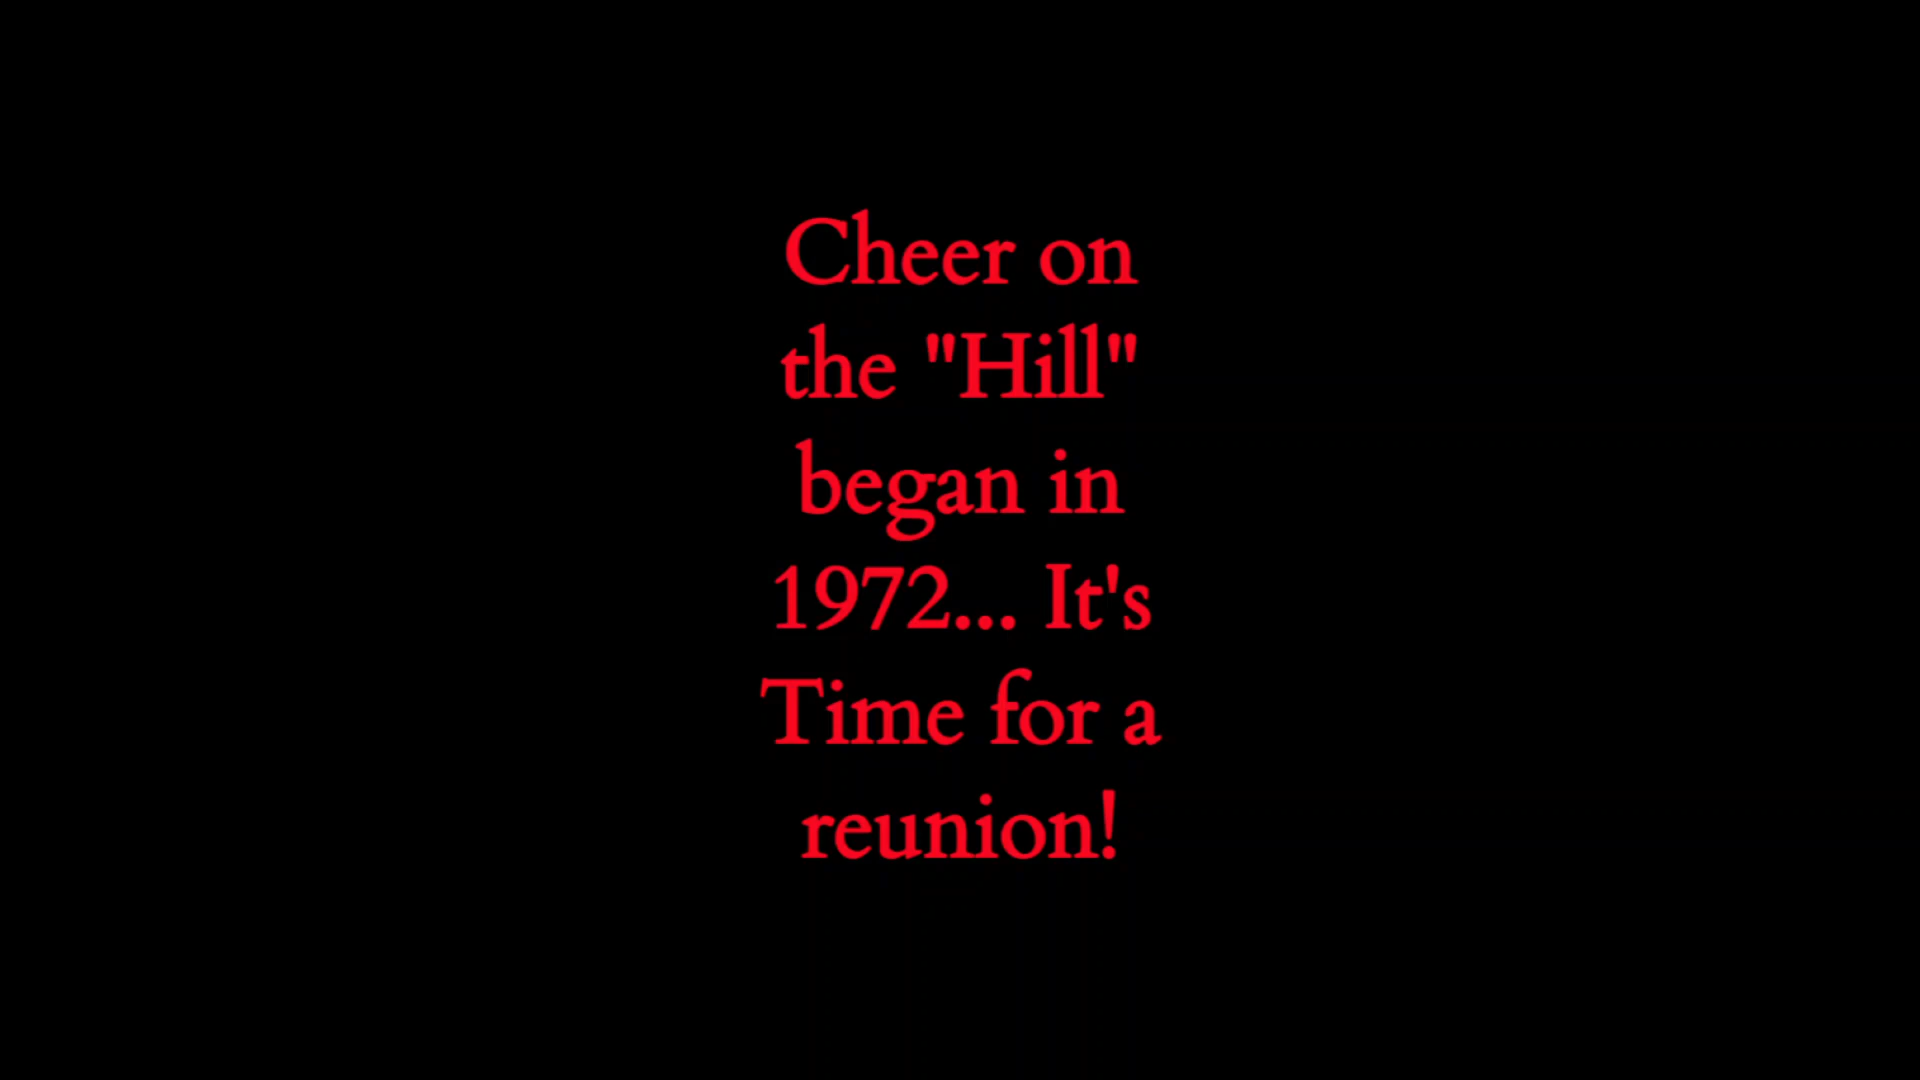 Cheer on
the "Hill"
began in
1972... It's
Time for a
reunion!